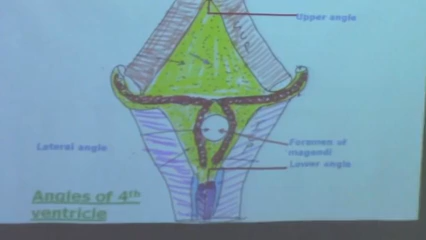 Upper angle
Lateral angle
Foramen of
magendi
Lower angle
Angles of 4th
ventricle